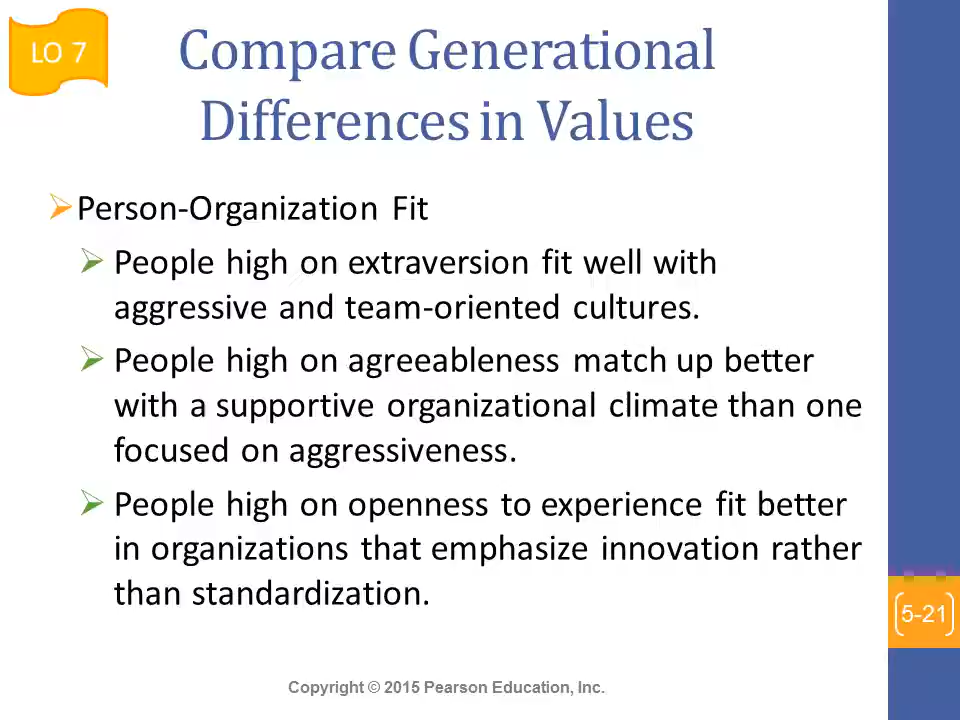 LO 7
Compare Generational
Differences in Values
Person-Organization Fit
People high on extraversion fit well with
aggressive and team-oriented cultures.
People high on agreeableness match up better
with a supportive organizational climate than one
focused on aggressiveness.
People high on openness to experience fit better
in organizations that emphasize innovation rather
than standardization.
5-21
Copyright © 2015 Pearson Education, Inc.